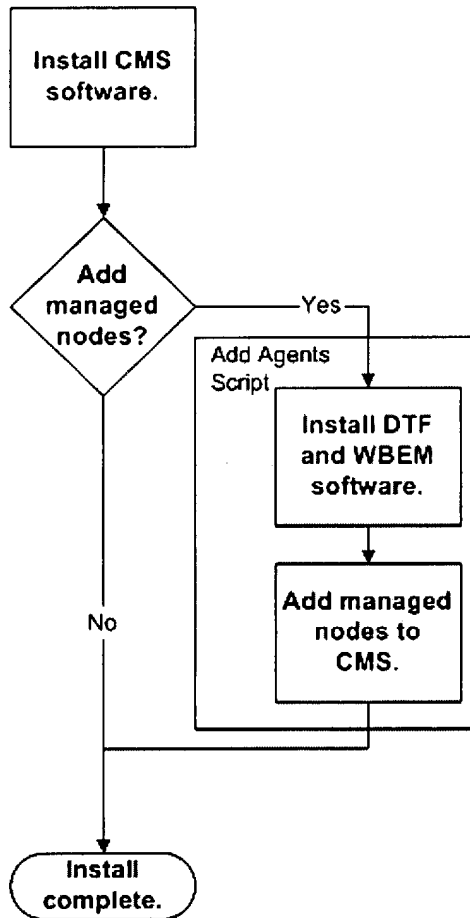 Install CMS
software.
Add
managed
nodes?
Yes
Add Agents
Script
Install DTF
and WBEM
software.
Add managed
nodes to
CMS.
No
Install
complete.